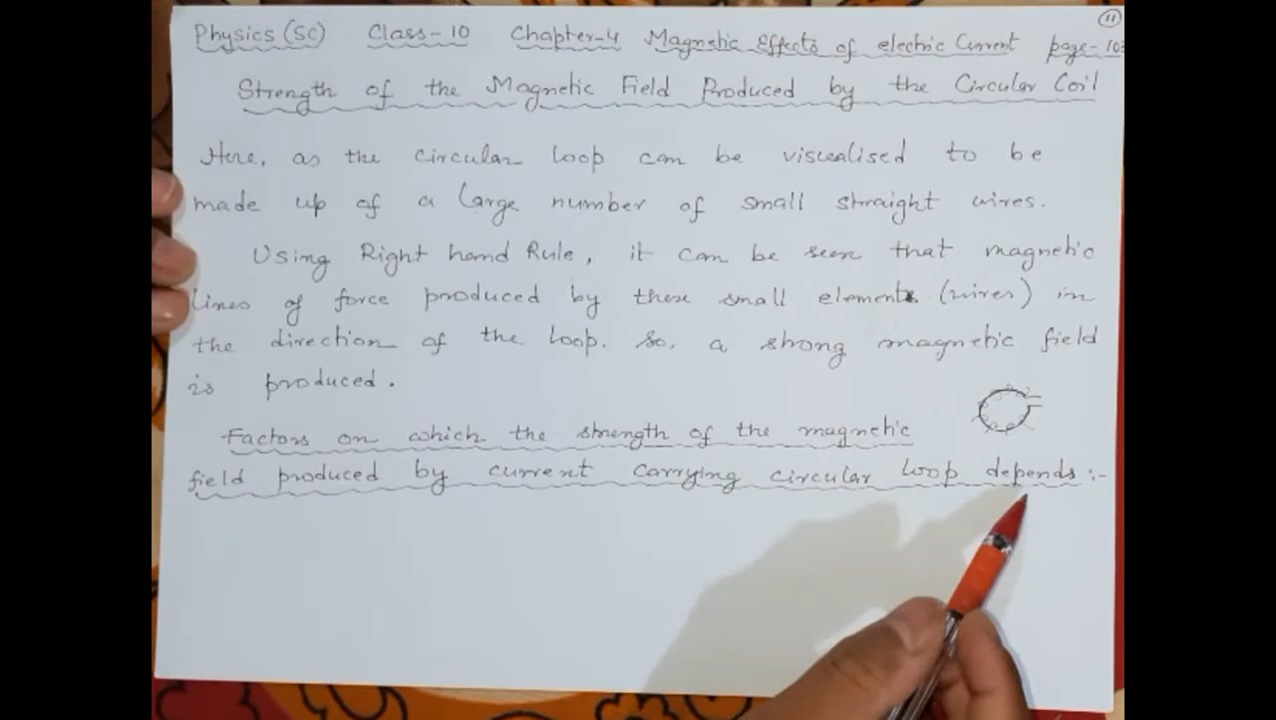 11
Physics (SC) Class-10 Chapter-4 Magnetic Effects of electric Current page-10
Strength of the Magnetic Field Produced by the Circular Coil
Here, as the circular loop can be visualised to be
made up of a large number of small straight wires.
Using Right hand Rule, it can be seen that magnetic
lines of force produced by these small elements (wires) in
the direction of the loop. So, a strong magnetic field
is produced.
Factors on which the strength of the magnetic
field produced by current carrying circular loop depends:-